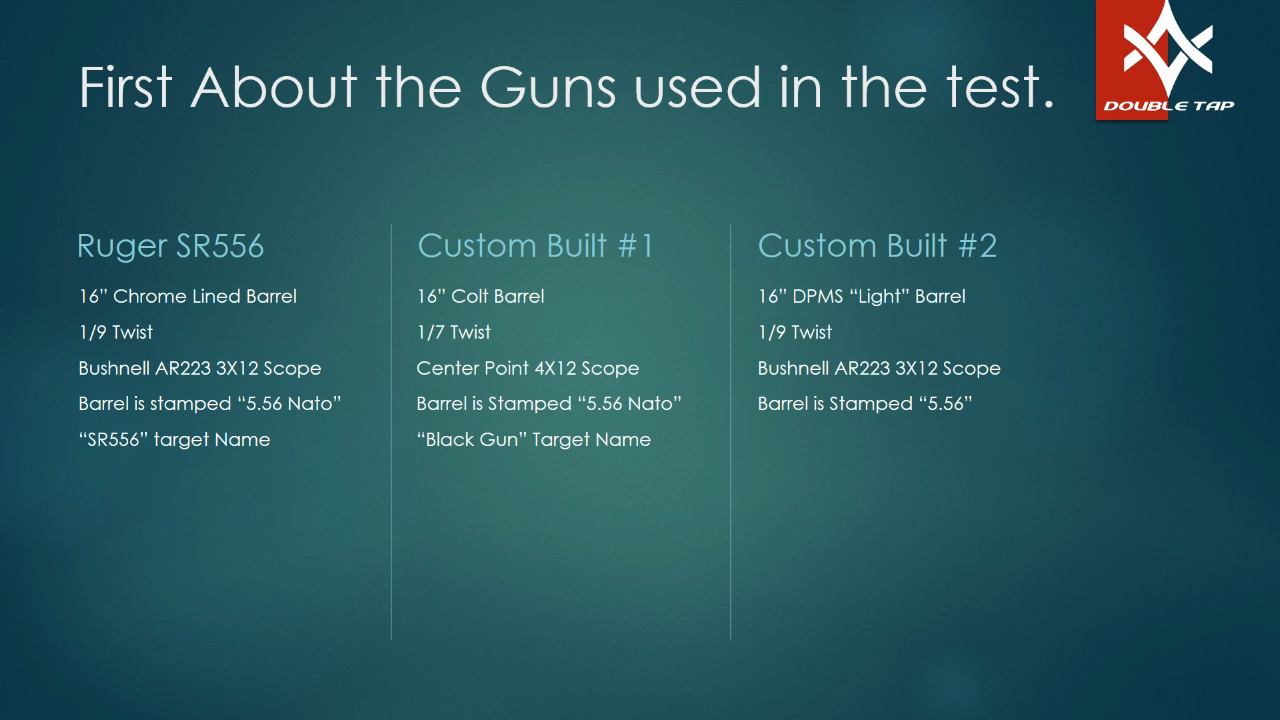 First About the Guns used in the test.
DOUBLE TAP
Ruger SR556
16” Chrome Lined Barrel
1/9 Twist
Bushnell AR223 3X12 Scope
Barrel is stamped “5.56 Nato”
“SR556” target Name
Custom Built #1
16” Colt Barrel
1/7 Twist
Center Point 4X12 Scope
Barrel is Stamped “5.56 Nato”
“Black Gun” Target Name
Custom Built #2
16” DPMS “Light” Barrel
1/9 Twist
Bushnell AR223 3X12 Scope
Barrel is Stamped “5.56”